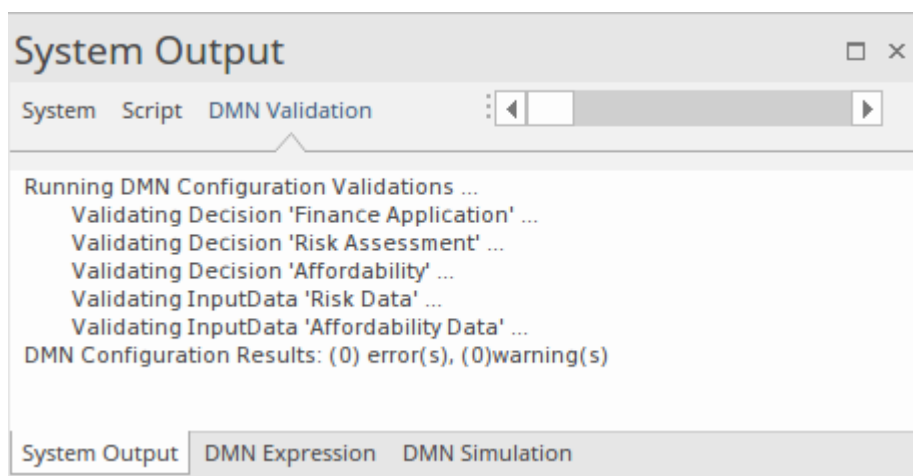 System Output
System Script DMN Validation
Running DMN Configuration Validations ...
Validating Decision 'Finance Application' ...
Validating Decision 'Risk Assessment' ...
Validating Decision 'Affordability' ...
Validating InputData 'Risk Data' ...
Validating InputData 'Affordability Data' ...
DMN Configuration Results: (0) error(s), (0)warning(s)
System Output DMN Expression DMN Simulation